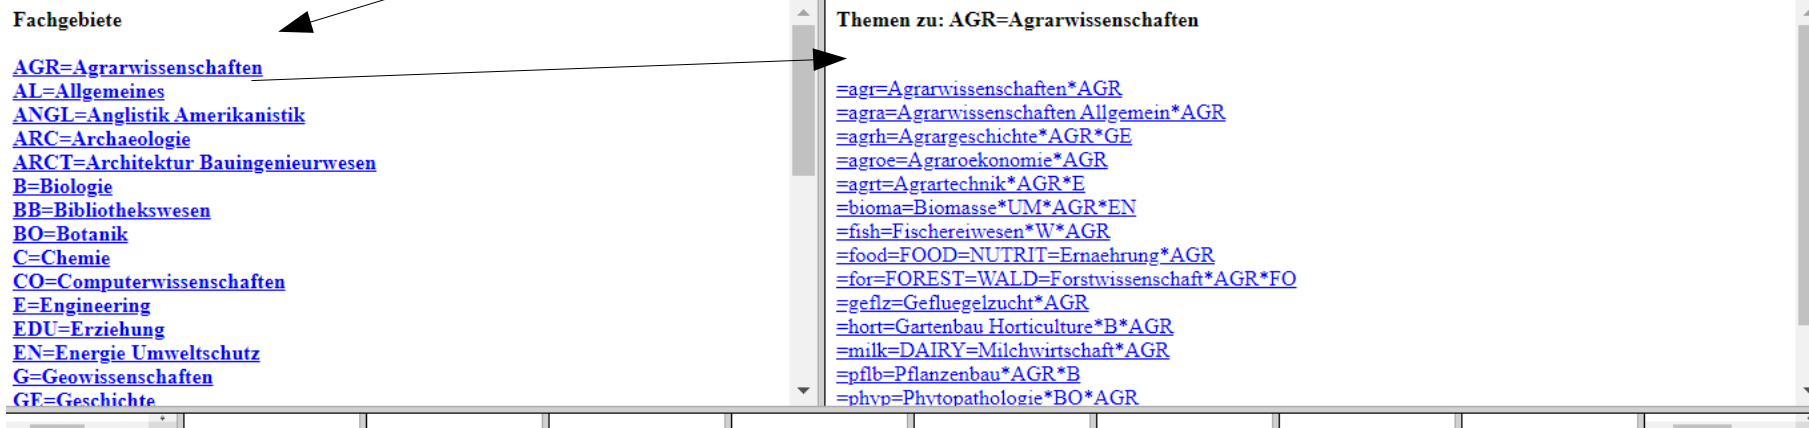 Fachgebiete
AGR=Agrarwissenschaften
AL=Allgemeines
ANGL=Anglistik Amerikanistik
ARC=Archaeologie
ARCT=Architektur Bauingenieurwesen
B=Biologie
BB=Bibliothekswesen
BO=Botanik
C=Chemie
CO=Computerwissenschaften
E=Engineering
EDU=Erziehung
EN=Energie Umweltschutz
G=Geowissenschaften
GE=Geschichte
Themen zu: AGR=Agrarwissenschaften
=agr=Agrarwissenschaften*AGR
=agra=Agrarwissenschaften Allgemein*AGR
=agrh=Agrargeschichte*AGR*GE
=agroe=Agraroekonomie*AGR
=agrt=Agrartechnik*AGR*E
=bioma=Biomasse*UM*AGR*EN
=fish=Fischereiwesen*W*AGR
=food=FOOD=NUTRIT=Ernaehrung*AGR
=for=FOREST=WALD=Forstwissenschaft*AGR*FO
=geflz=Gefluegelzucht*AGR
=hort=Gartenbau Horticulture*B*AGR
=milk=DAIRY=Milchwirtschaft*AGR
=pflb=Pflanzenbau*AGR*B
=phyp=Phytopathologie*BO*AGR